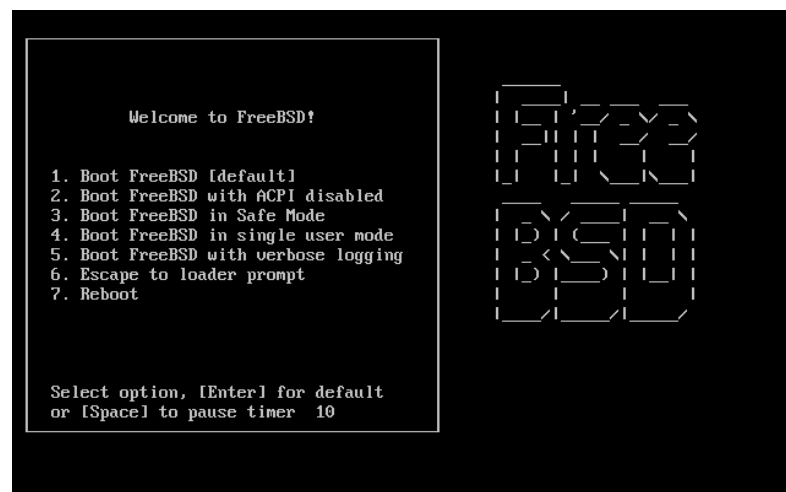 Welcome to FreeBSD!
1. Boot FreeBSD [default]
2. Boot FreeBSD with ACPI disabled
3. Boot FreeBSD in Safe Mode
4. Boot FreeBSD in single user mode
5. Boot FreeBSD with verbose logging
6. Escape to loader prompt
7. Reboot
Select option, [Enter] for default
or [Space] to pause timer  10
Free
BSD